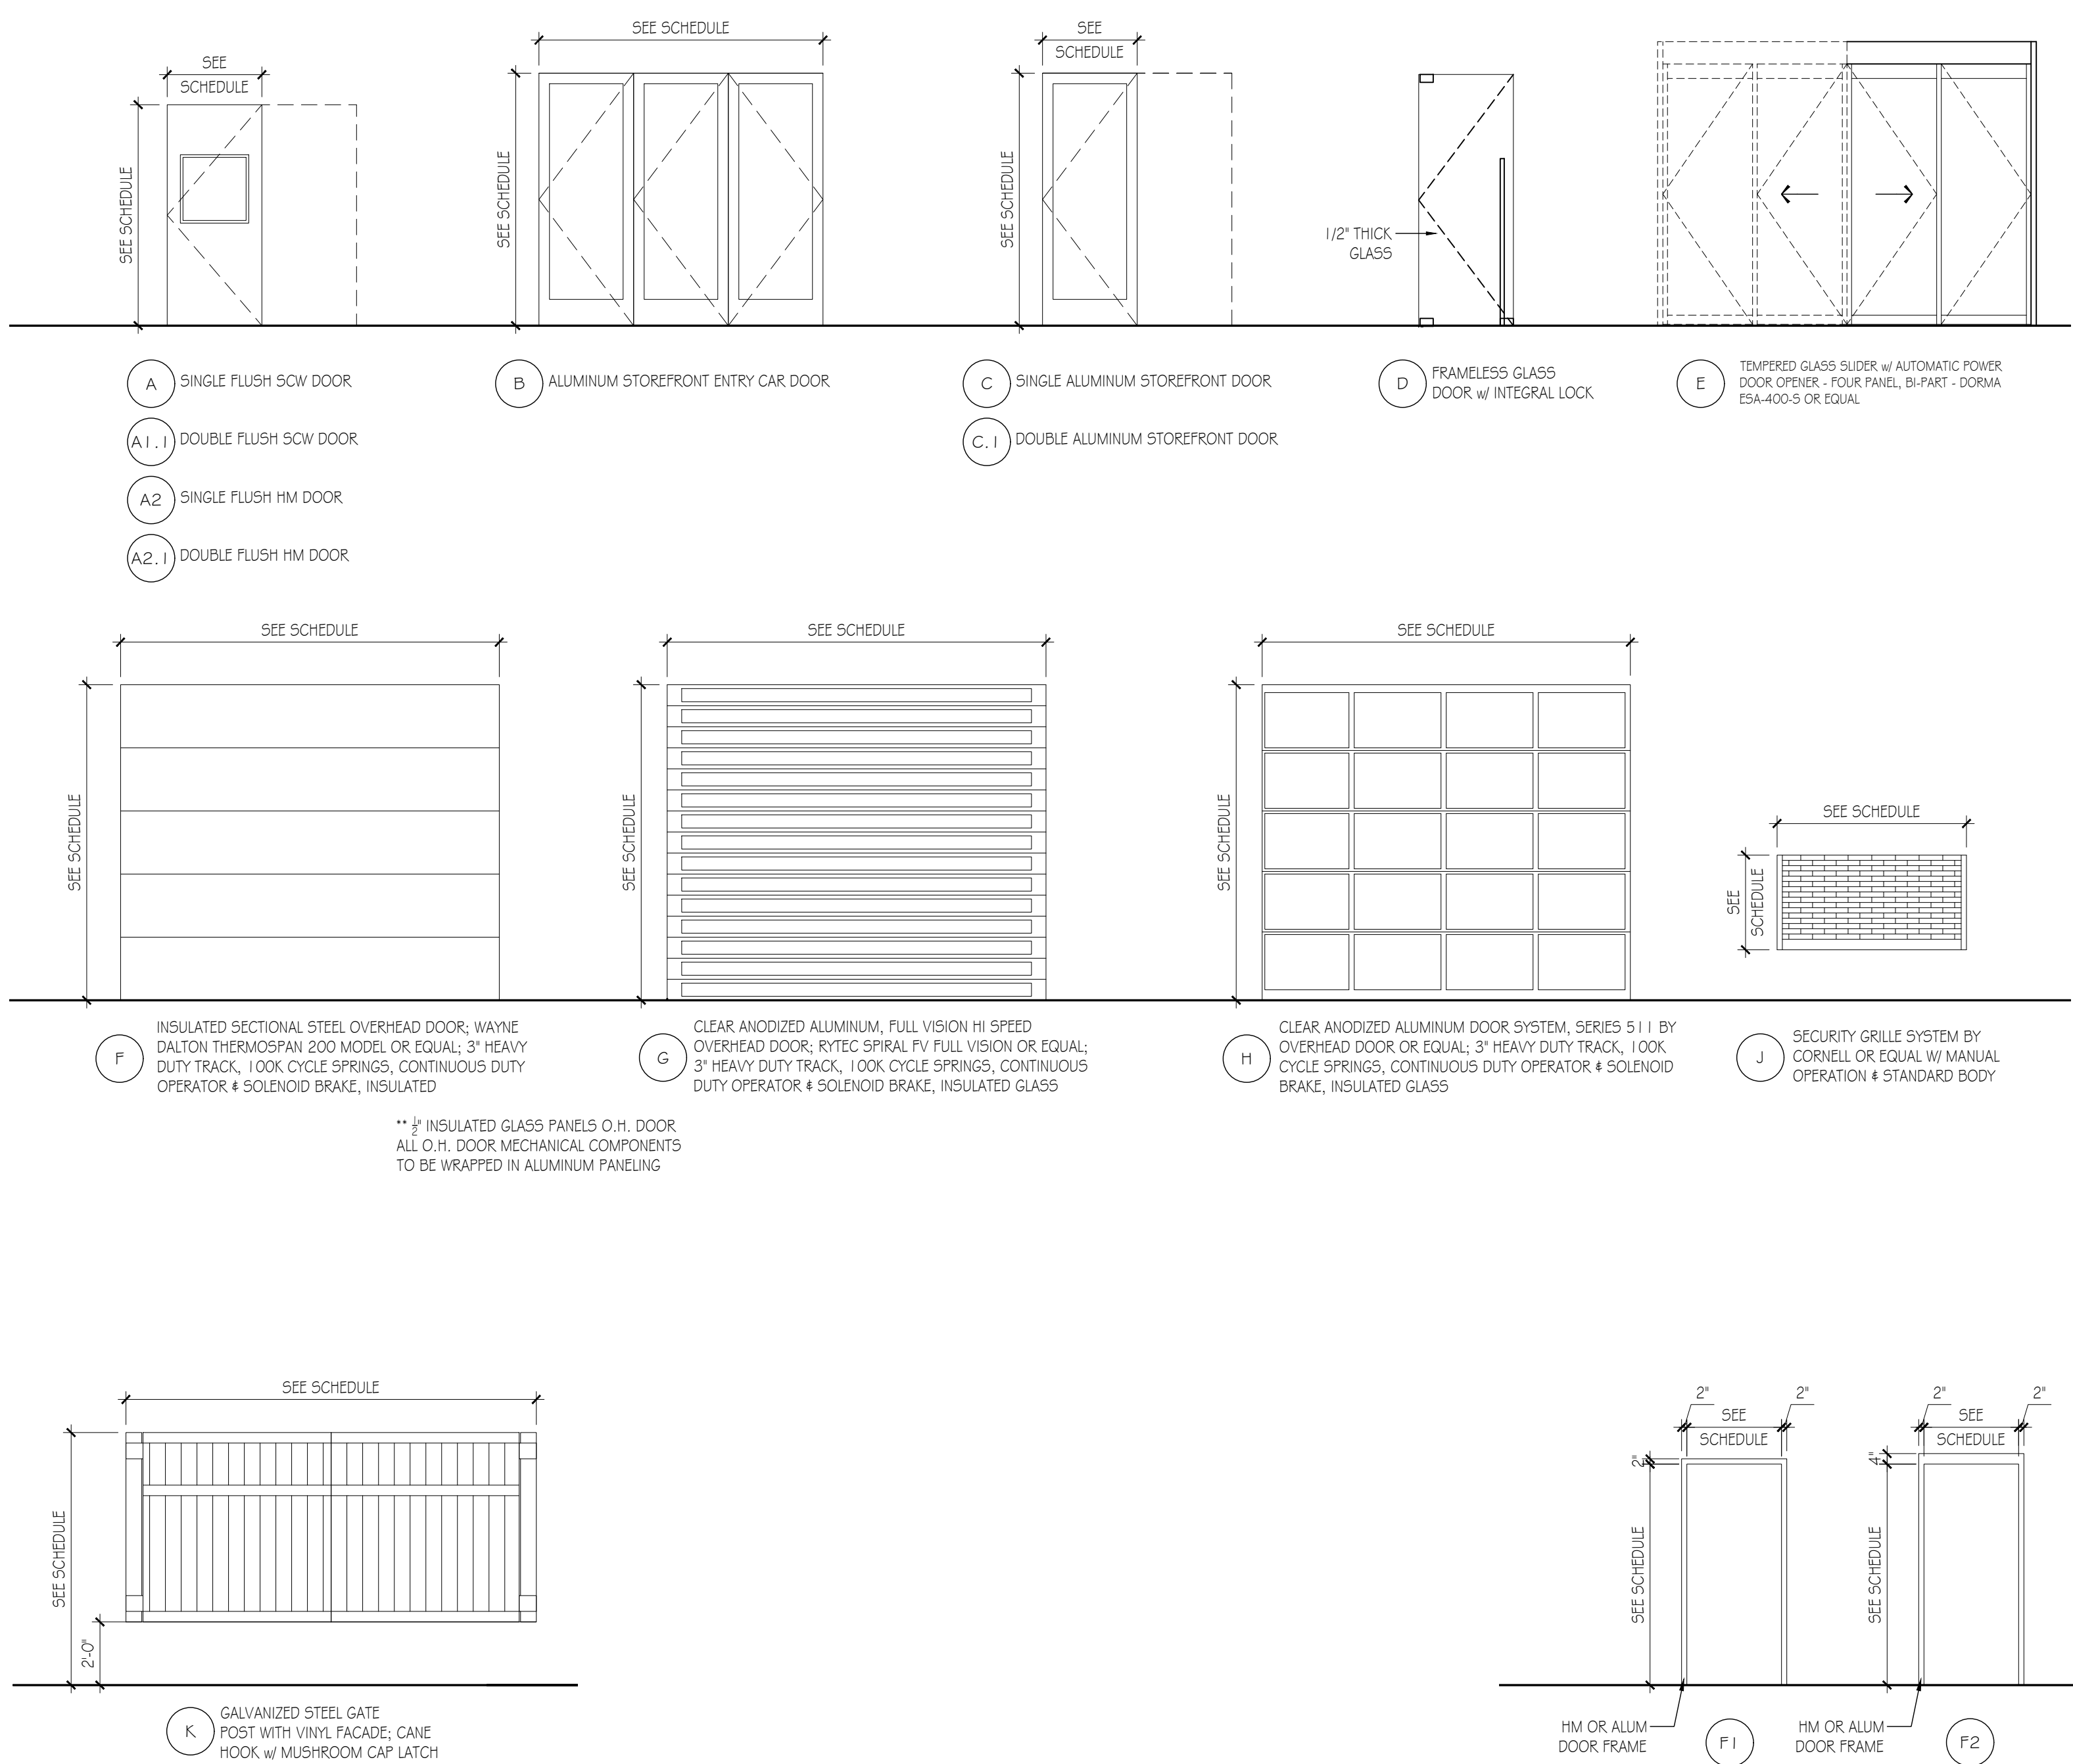 SEE
SCHEDULE
SEE SCHEDULE
SEE SCHEDULE
SEE SCHEDULE
SEE
SCHEDULE
SEE SCHEDULE
1/2" THICK
GLASS
A SINGLE FLUSH SCW DOOR
A1.1 DOUBLE FLUSH SCW DOOR
A2 SINGLE FLUSH HM DOOR
A2.1 DOUBLE FLUSH HM DOOR
B ALUMINUM STOREFRONT ENTRY CAR DOOR
C SINGLE ALUMINUM STOREFRONT DOOR
C.1 DOUBLE ALUMINUM STOREFRONT DOOR
D FRAMELESS GLASS
DOOR w/ INTEGRAL LOCK
E TEMPERED GLASS SLIDER w/ AUTOMATIC POWER
DOOR OPENER - FOUR PANEL, BI-PART - DORMA
ESA-400-S OR EQUAL
SEE SCHEDULE
SEE SCHEDULE
SEE SCHEDULE
SEE SCHEDULE
SEE SCHEDULE
SEE SCHEDULE
SEE SCHEDULE
SEE
SCHEDULE
F INSULATED SECTIONAL STEEL OVERHEAD DOOR; WAYNE
DALTON THERMOSPAN 200 MODEL OR EQUAL; 3" HEAVY
DUTY TRACK, 100K CYCLE SPRINGS, CONTINUOUS DUTY
OPERATOR & SOLENOID BRAKE, INSULATED
G CLEAR ANODIZED ALUMINUM, FULL VISION HI SPEED
OVERHEAD DOOR; RYTEC SPIRAL FV FULL VISION OR EQUAL;
3" HEAVY DUTY TRACK, 100K CYCLE SPRINGS, CONTINUOUS
DUTY OPERATOR & SOLENOID BRAKE, INSULATED GLASS
H CLEAR ANODIZED ALUMINUM DOOR SYSTEM, SERIES 511 BY
OVERHEAD DOOR OR EQUAL; 3" HEAVY DUTY TRACK, 100K
CYCLE SPRINGS, CONTINUOUS DUTY OPERATOR & SOLENOID
BRAKE, INSULATED GLASS
J SECURITY GRILLE SYSTEM BY
CORNELL OR EQUAL W/ MANUAL
OPERATION & STANDARD BODY
** 1/2" INSULATED GLASS PANELS O.H. DOOR
ALL O.H. DOOR MECHANICAL COMPONENTS
TO BE WRAPPED IN ALUMINUM PANELING
SEE SCHEDULE
SEE SCHEDULE
2'-0"
K GALVANIZED STEEL GATE
POST WITH VINYL FACADE; CANE
HOOK w/ MUSHROOM CAP LATCH
2" 2"
SEE
SCHEDULE
2"
SEE SCHEDULE
HM OR ALUM
DOOR FRAME
F1
2" 2"
SEE
SCHEDULE
4"
SEE SCHEDULE
HM OR ALUM
DOOR FRAME
F2